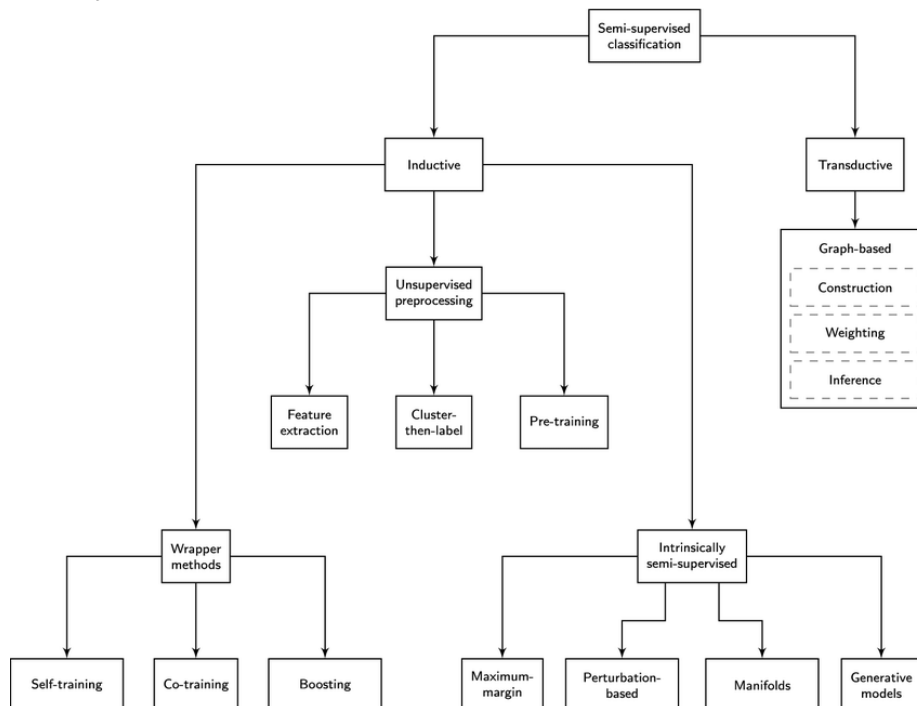 Semi-supervised
classification
Inductive
Transductive
Graph-based
Construction
Weighting
Inference
Unsupervised
preprocessing
Feature
extraction
Cluster-
then-label
Pre-training
Wrapper
methods
Intrinsically
semi-supervised
Self-training
Co-training
Boosting
Maximum-
margin
Perturbation-
based
Manifolds
Generative
models